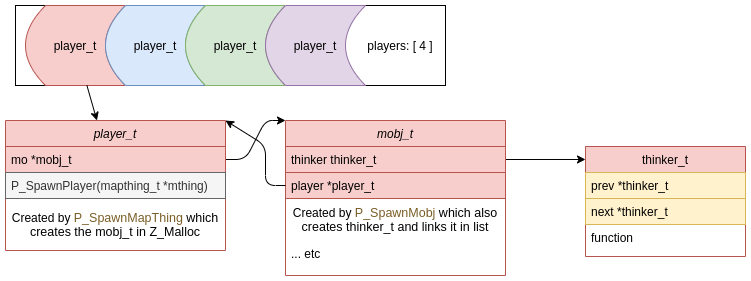 player_t
player_t
player_t
player_t
players: [ 4 ]
player_t
mo *mobj_t
P_SpawnPlayer(mapthing_t *mthing)
Created by P_SpawnMapThing which
creates the mobj_t in Z_Malloc
mobj_t
thinker thinker_t
player *player_t
Created by P_SpawnMobj which also
creates thinker_t and links it in list
... etc
thinker_t
prev *thinker_t
next *thinker_t
function